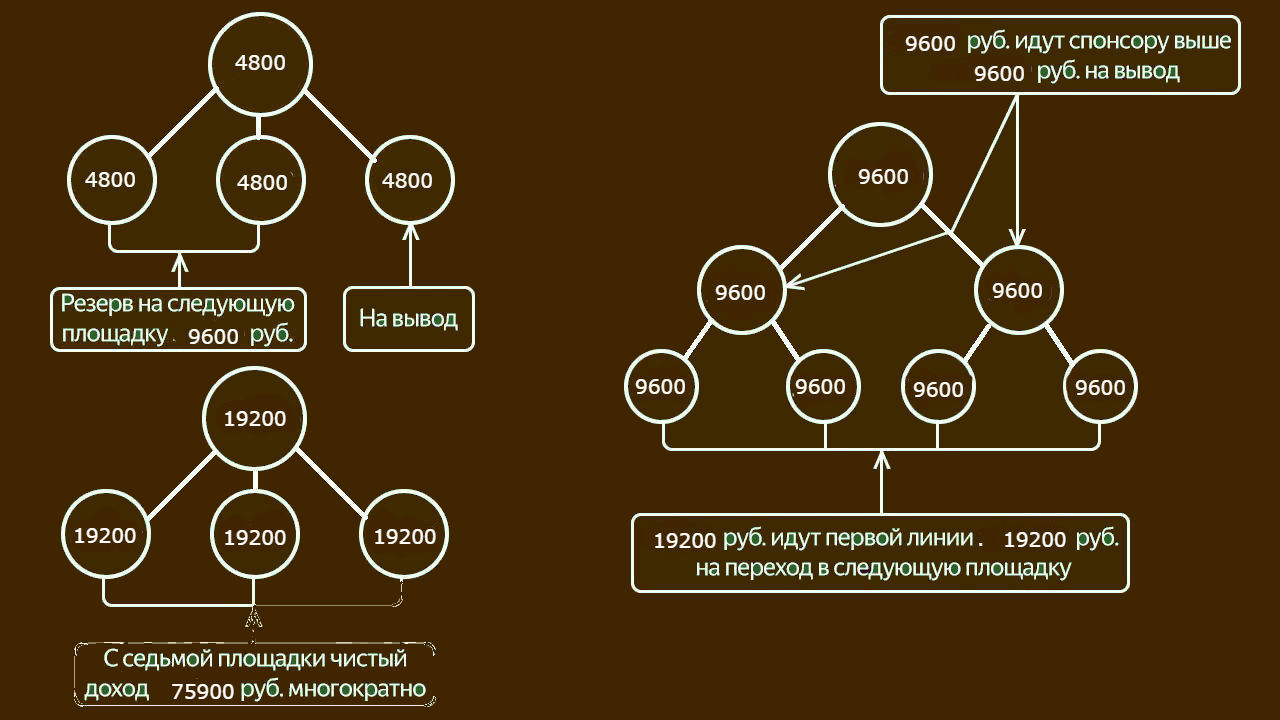 4800
4800
4800
4800
Резерв на следующую
площадку. 9600 руб.
На вывод
9600 руб. идут спонсору выше
9600 руб. на вывод
9600
9600
9600
9600
9600
9600
9600
19200 руб. идут первой линии. 19200 руб.
на переход в следующую площадку
19200
19200
19200
19200
С седьмой площадки чистый
доход 75900 руб. многократно